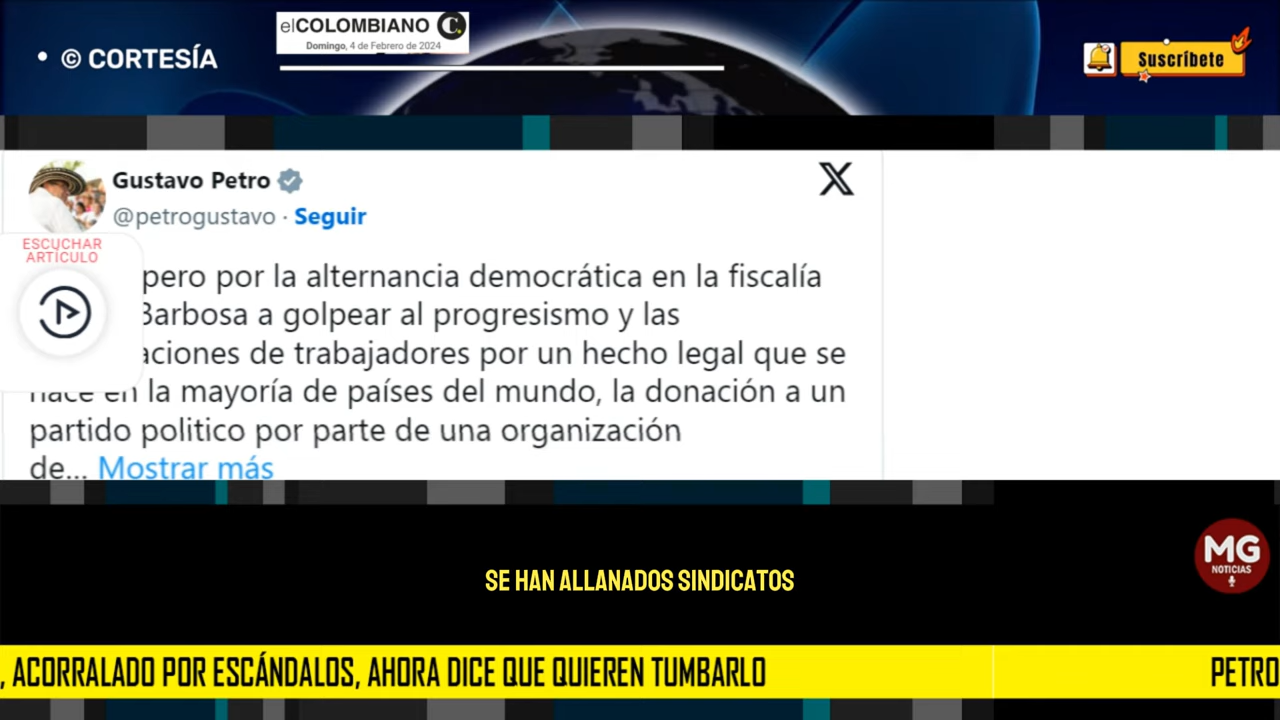 • © CORTESÍA
elCOLOMBIANO C.
Domingo, 4 de Febrero de 2024
Suscríbete
Gustavo Petro
@petrogustavo · Seguir
X
ESCUCHAR
ARTÍCULO
pero por la alternancia democrática en la fiscalía
Barbosa a golpear al progresismo y las
aciones de trabajadores por un hecho legal que se
hace en la mayoría de países del mundo, la donación a un
partido politico por parte de una organización
de... Mostrar más
SE HAN ALLANADOS SINDICATOS
MG
NOTICIAS
, ACORRALADO POR ESCÁNDALOS, AHORA DICE QUE QUIEREN TUMBARLO
PETRO